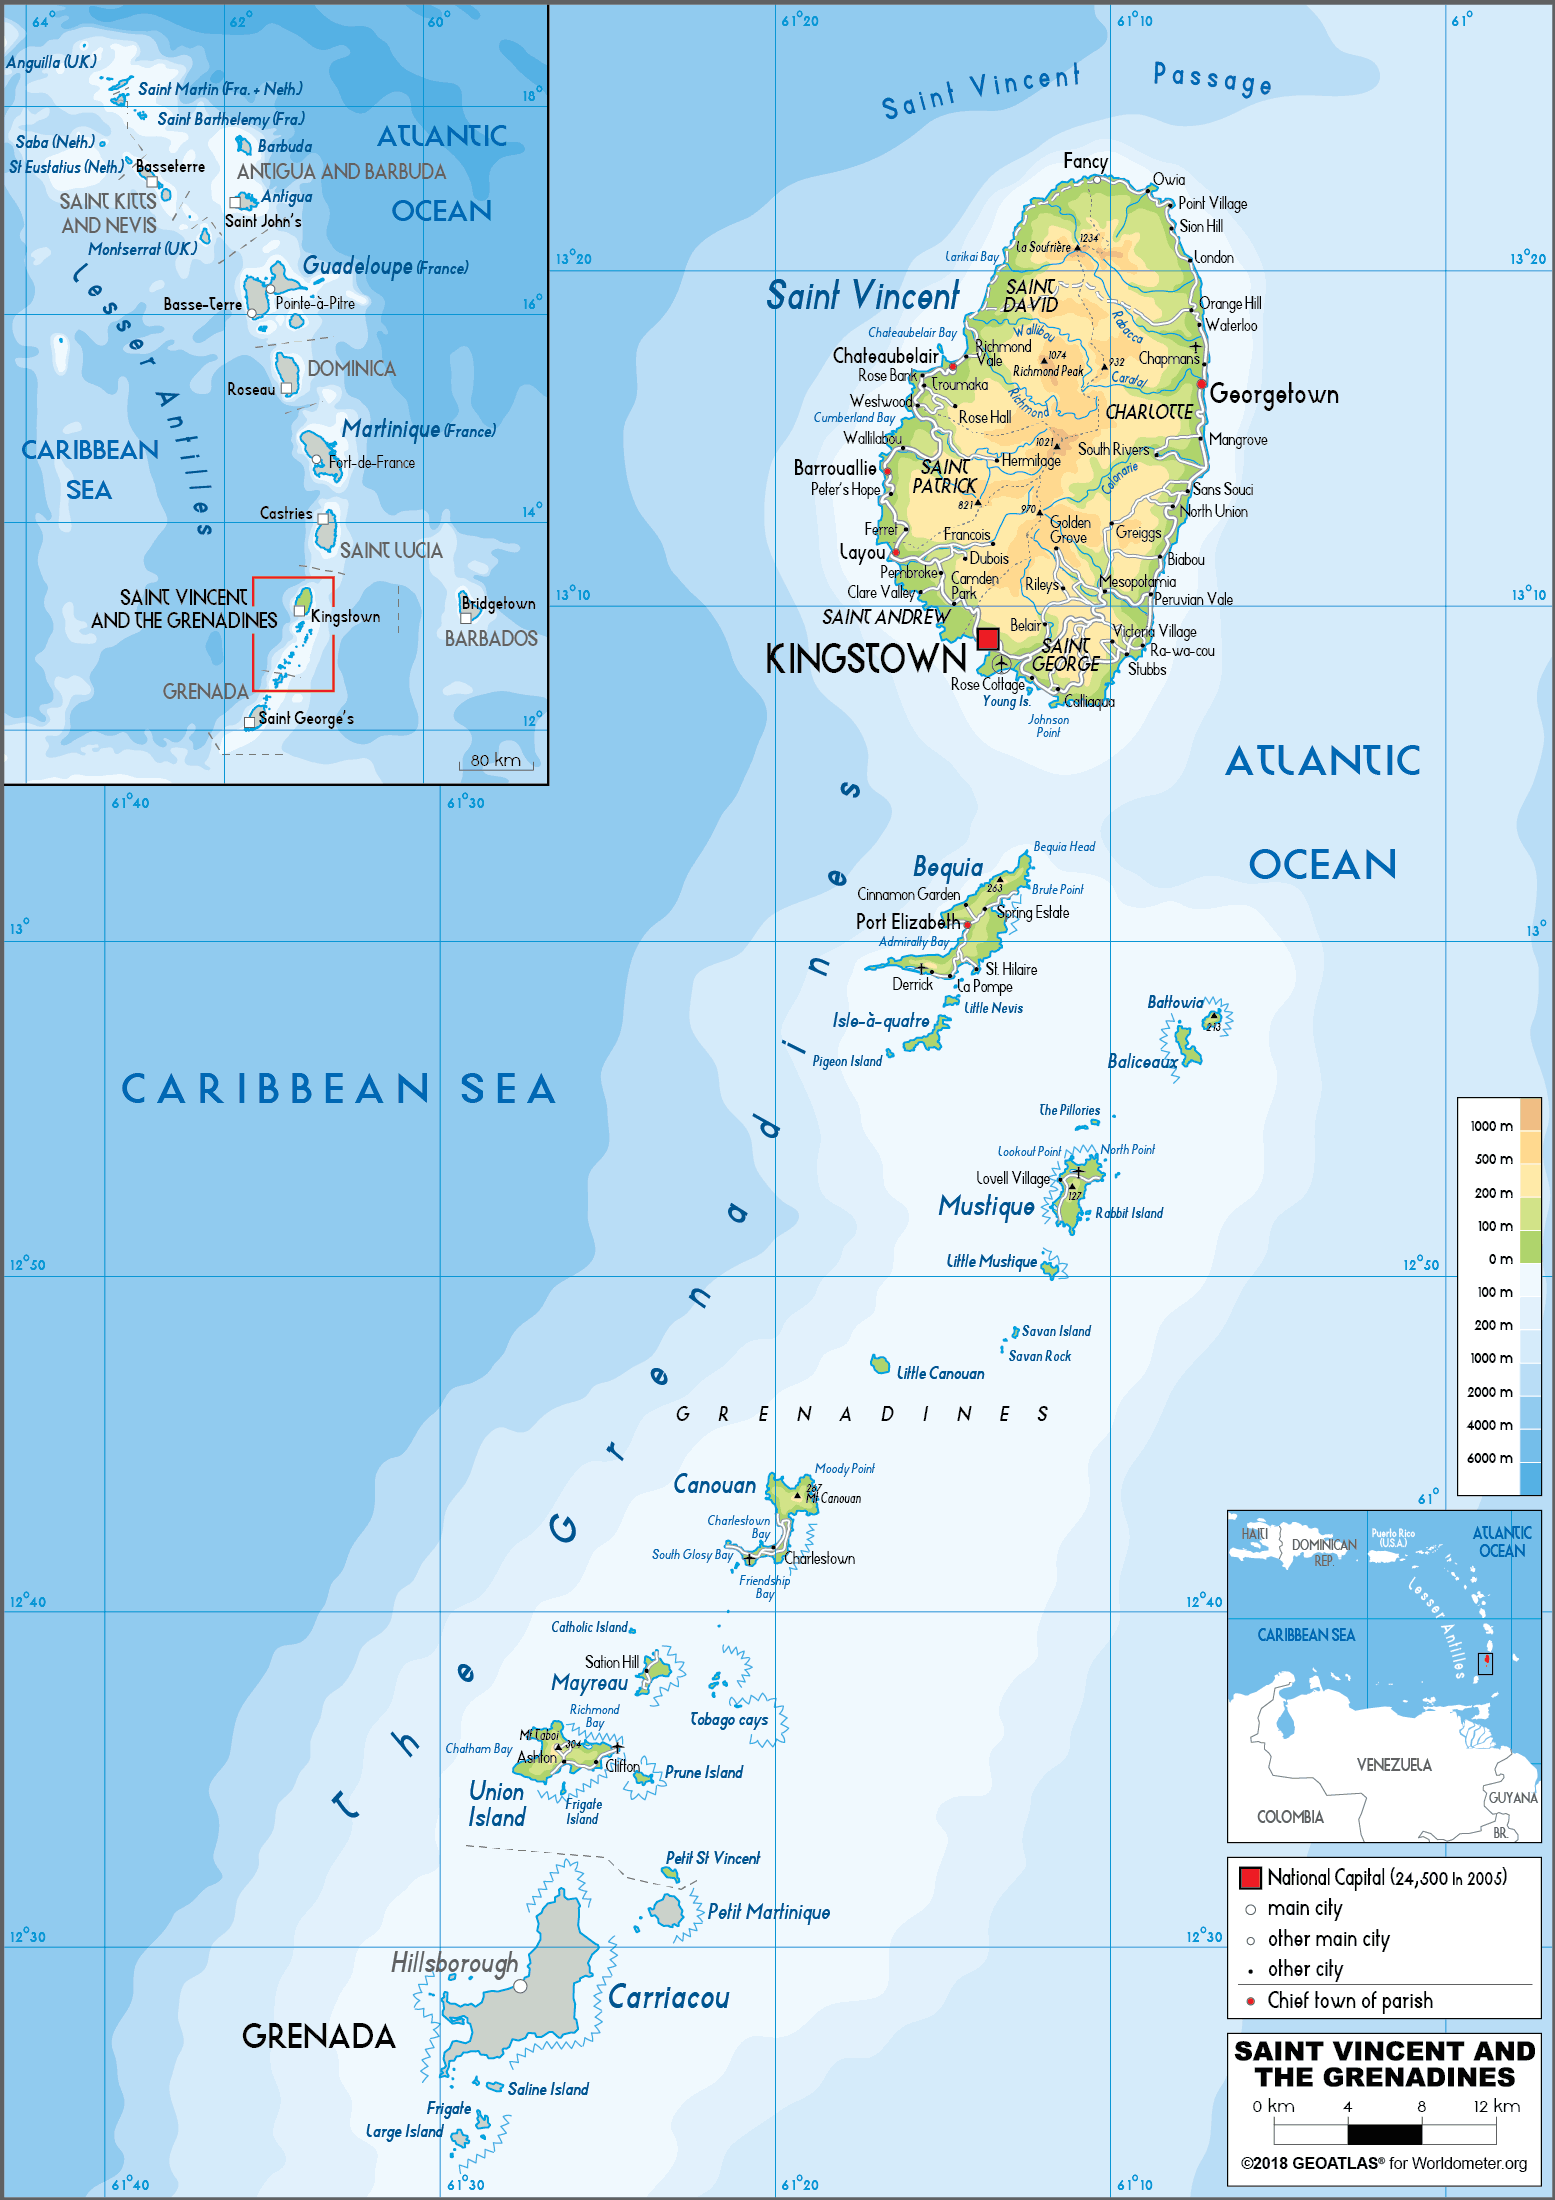 64°
62°
60°
Anguilla (U.K.)
Saint Martin (Fra. + Neth.)
18°
Saint Barthelemy (Fra.)
ATLANTIC
OCEAN
Saba (Neth.)
Barbuda
St Eustatius (Neth.)
Basseterre
ANTIGUA AND BARBUDA
SAINT KITTS
AND NEVIS
Antigua
Saint John's
Montserrat (U.K.)
Lesser Antilles
Guadeloupe (France)
Basse-Terre
Pointe-à-Pitre
16°
DOMINICA
Roseau
Martinique (France)
CARIBBEAN
SEA
Fort-de-France
Castries
14°
SAINT LUCIA
SAINT VINCENT
AND THE GRENADINES
Kingstown
Bridgetown
BARBADOS
GRENADA
Saint George's
12°
80 km
61°20
61°10
61°
Saint Vincent Passage
Fancy
Owia
Point Village
Sion Hill
La Soufrière
1234
Larikai Bay
London
13°20
13°20
Saint Vincent
SAINT
DAVID
Orange Hill
Waterloo
Rabacca
Wallibou
Chateaubelair Bay
Chateaubelair
Richmond
Vale
1074
Richmond Peak
932
Chapmans
Rose Bank
Troumaka
Caratal
Georgetown
Westwood
Richmond
CHARLOTTE
Cumberland Bay
Rose Hall
Wallilabou
1021
Mangrove
South Rivers
Barrouallie
SAINT
PATRICK
Hermitage
Colonarie
Peter's Hope
Sans Souci
821
970
North Union
Golden
Grove
Ferret
Francois
Greiggs
Layou
Dubois
Biabou
Pembroke
Camden
Park
Rileys
Mesopotamia
Clare Valley
Peruvian Vale
13°10
13°10
SAINT ANDREW
Belair
Victoria Village
KINGSTOWN
SAINT
GEORGE
Ra-wa-cou
Stubbs
Rose Cottage
Young Is.
Calliaqua
Johnson
Point
ATLANTIC
OCEAN
61°40
61°30
The Grenadines
Bequia Head
Bequia
263
Cinnamon Garden
Brute Point
Port Elizabeth
Spring Estate
13°
13°
Admirally Bay
St. Hilaire
Derrick
La Pompe
Little Nevis
Battowia
213
Isle-à-quatre
Pigeon Island
Baliceaux
CARIBBEAN SEA
The Pillories
Lookout Point
North Point
Lovell Village
127
Mustique
Rabbit Island
Little Mustique
12°50
12°50
Savan Island
Savan Rock
Little Canouan
GRENADINES
Moody Point
Canouan
267
Mt Canouan
Charlestown
Bay
South Glosy Bay
Charlestown
Friendship
Bay
12°40
12°40
Catholic Island
Sation Hill
Mayreau
Tobago cays
Richmond
Bay
Mt Taboi
304
Chatham Bay
Ashton
Clifton
Prune Island
Union
Island
Frigate
Island
Petit St Vincent
Petit Martinique
12°30
12°30
Hillsborough
Carriacou
GRENADA
Saline Island
Frigate
Large Island
61°40
61°30
61°20
61°10
1000 m
500 m
200 m
100 m
0 m
100 m
200 m
1000 m
2000 m
4000 m
6000 m
61°
HAITI
DOMINICAN
REP.
Puerto Rico
(U.S.A.)
ATLANTIC
OCEAN
Lesser Antilles
CARIBBEAN SEA
VENEZUELA
GUYANA
COLOMBIA
BR.
National Capital (24,500 In 2005)
main city
other main city
other city
Chief town of parish
SAINT VINCENT AND
THE GRENADINES
0 km 4 8 12 km
©2018 GEOATLAS® for Worldometer.org